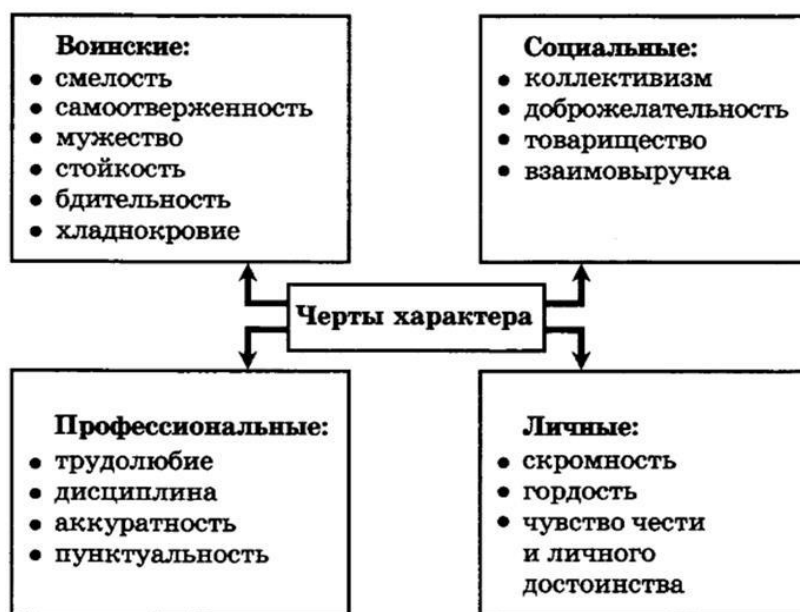 Воинские:
• смелость
• самоотверженность
• мужество
• стойкость
• бдительность
• хладнокровие
Социальные:
• коллективизм
• доброжелательность
• товарищество
• взаимовыручка
Черты характера
Профессиональные:
• трудолюбие
• дисциплина
• аккуратность
• пунктуальность
Личные:
• скромность
• гордость
• чувство чести
и личного
достоинства